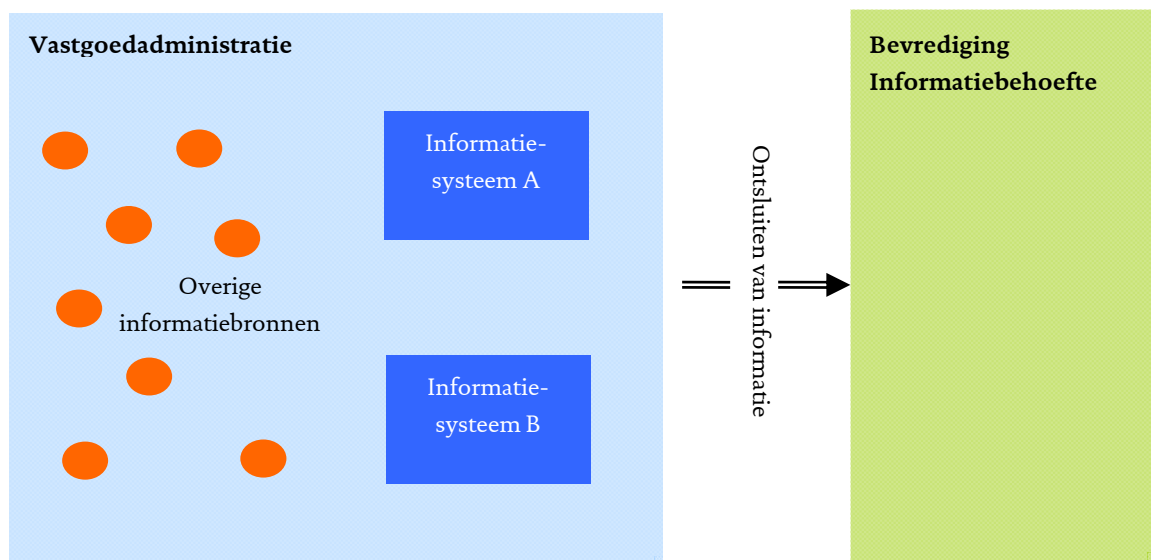 Vastgoedadministratie
Informatie-
systeem A
Overige
informatiebronnen
Informatie-
systeem B
Ontsluiten van informatie
Bevrediging
Informatiebehoefte